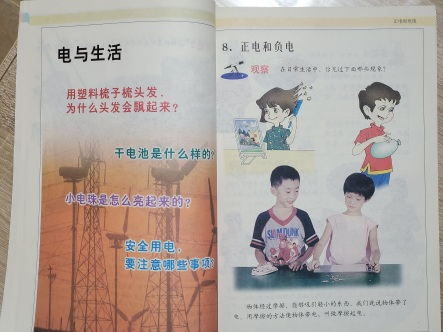 电与生活
用塑料梳子梳头发,
为什么头发会飘起来?
干电池是什么样的?
小电珠是怎么亮起来的?
安全用电,
要注意哪些事项?
8. 正电和负电
观察 在日常生活中,你见过下面哪些现象?
物体经过摩擦,能够吸引轻小的东西,我们就说物体带了
电。用摩擦的方法使物体带电,叫做摩擦起电。